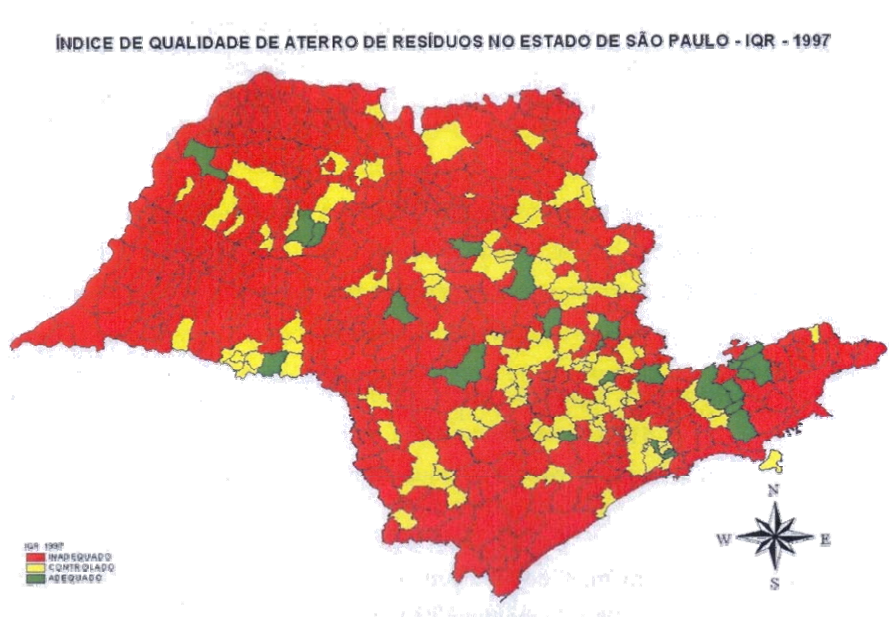 ÍNDICE DE QUALIDADE DE ATERRO DE RESÍDUOS NO ESTADO DE SÃO PAULO - IQR - 1997
N
W E
S
IQR 1997
INADEQUADO
CONTROLADO
ADEQUADO